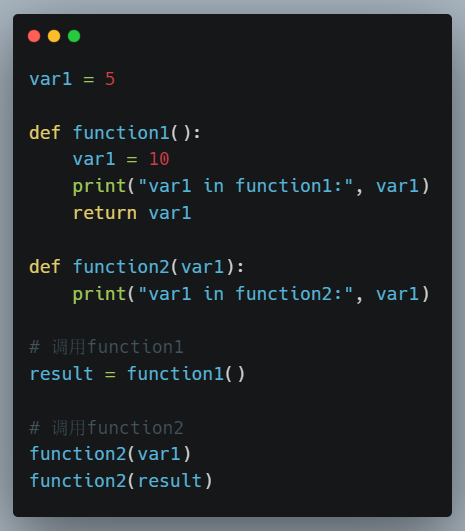 var1 = 5
def function1():
    var1 = 10
    print("var1 in function1:", var1)
    return var1
def function2(var1):
    print("var1 in function2:", var1)
# 调用function1
result = function1()
# 调用function2
function2(var1)
function2(result)